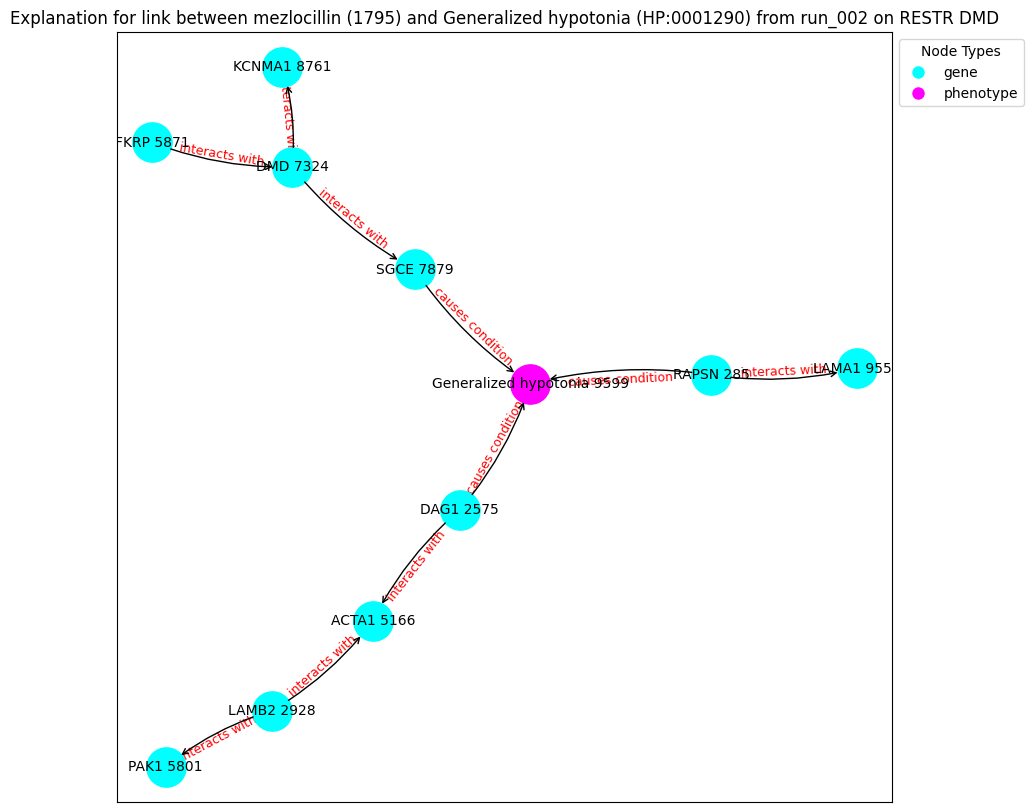 Explanation for link between mezlocillin (1795) and Generalized hypotonia (HP:0001290) from run_002 on RESTR DMD
Node Types
gene
phenotype
KCNMA1 8761
interacts with
FKRP 5871
interacts with
DMD 7324
interacts with
SGCE 7879
causes condition
Generalized hypotonia 9599
causes condition
RAPSN 285
interacts with
LAMA1 955
causes condition
DAG1 2575
interacts with
ACTA1 5166
interacts with
LAMB2 2928
interacts with
PAK1 5801